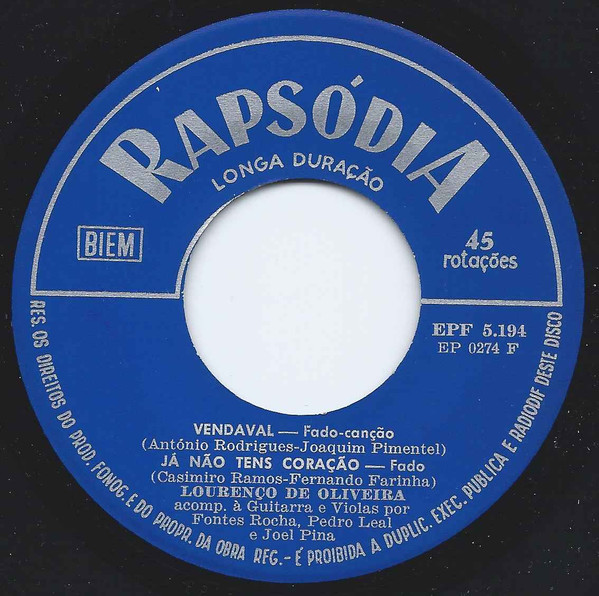 RAPSÓDIA
LONGA DURAÇÃO
BIEM
45
rotações
EPF 5.194
EP 0274 F
VENDAVAL — Fado-canção
(António Rodrigues-Joaquim Pimentel)
JÁ NÃO TENS CORAÇÃO — Fado
(Casimiro Ramos-Fernando Farinha)
LOURENÇO DE OLIVEIRA
acomp. à Guitarra e Violas por
Fontes Rocha, Pedro Leal
e Joel Pina
RES. OS DIREITOS DO PROD. FONOG. E DO PROPR. DA OBRA REG. - É PROIBIDA A DUPLIC. EXEC. PUBLICA E RADIODIF DESTE DISCO